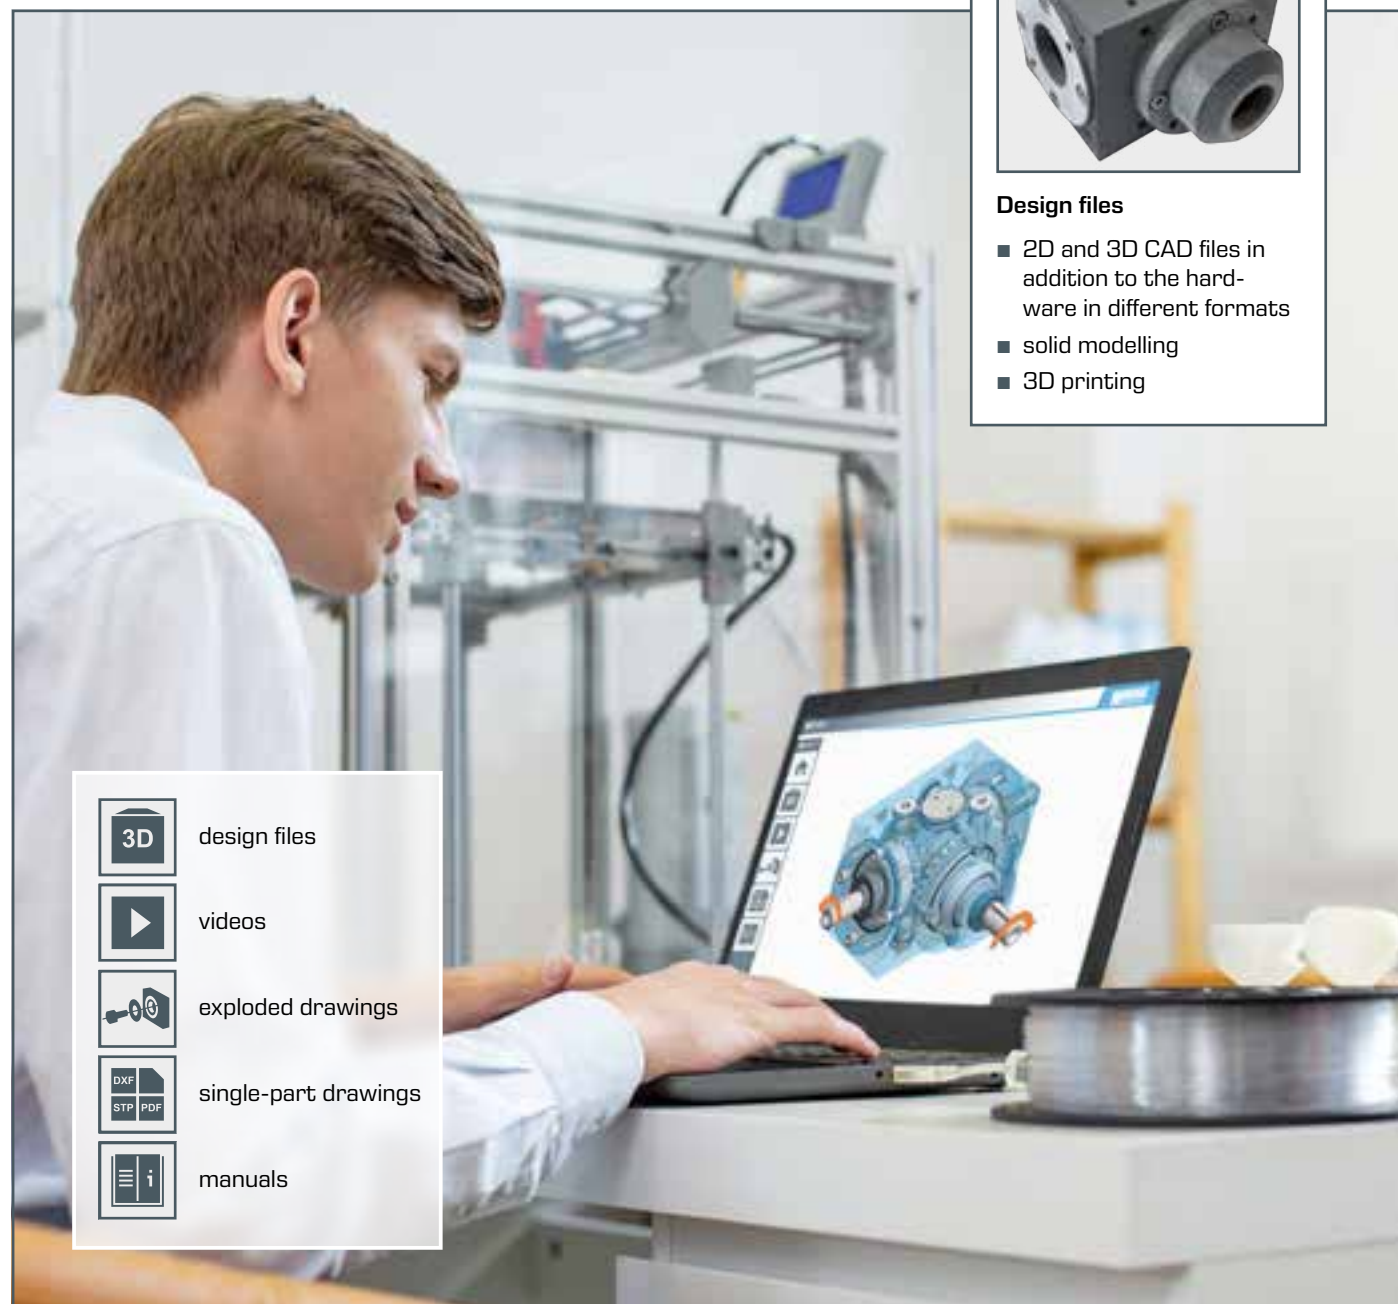 Design files
■ 2D and 3D CAD files in
addition to the hard-
ware in different formats
■ solid modelling
■ 3D printing
3D
design files
videos
exploded drawings
DXF
STP PDF
single-part drawings
i
manuals